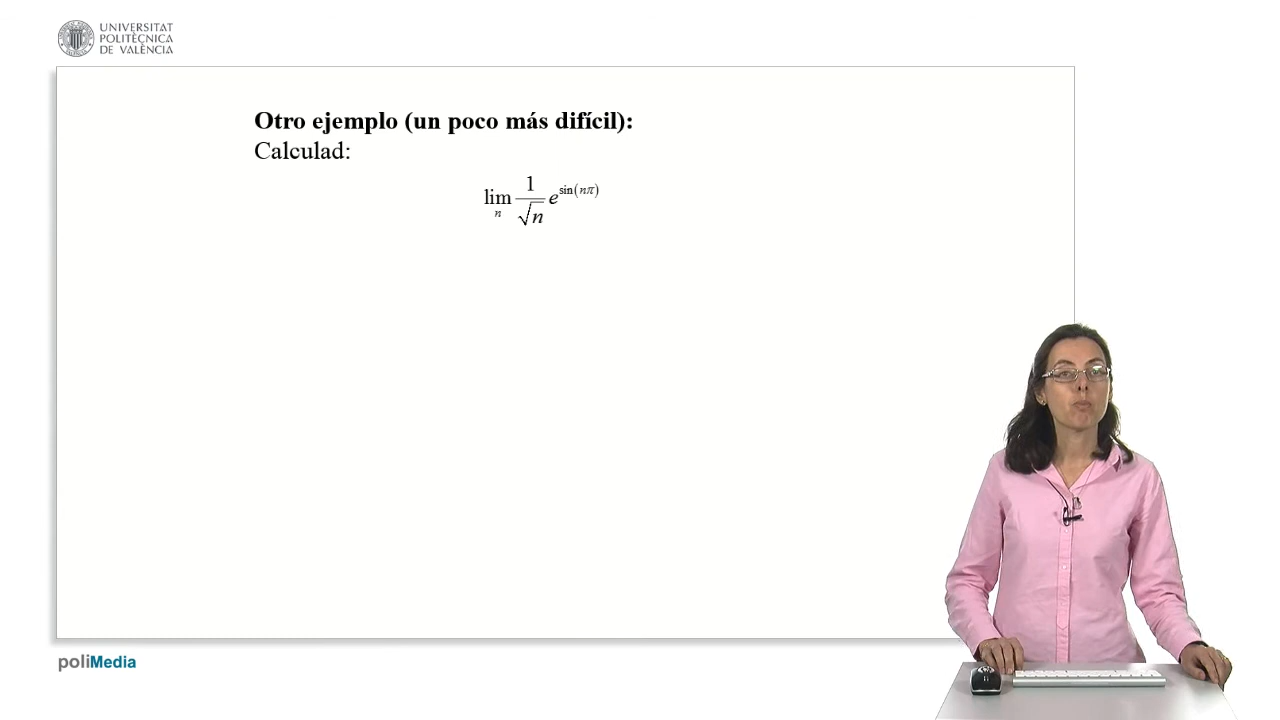 UNIVERSITAT
POLITÈCNICA
DE VALÈNCIA
Otro ejemplo (un poco más difícil):
Calculad:
lim_n 1/√n e^sin(nπ)
poliMedia